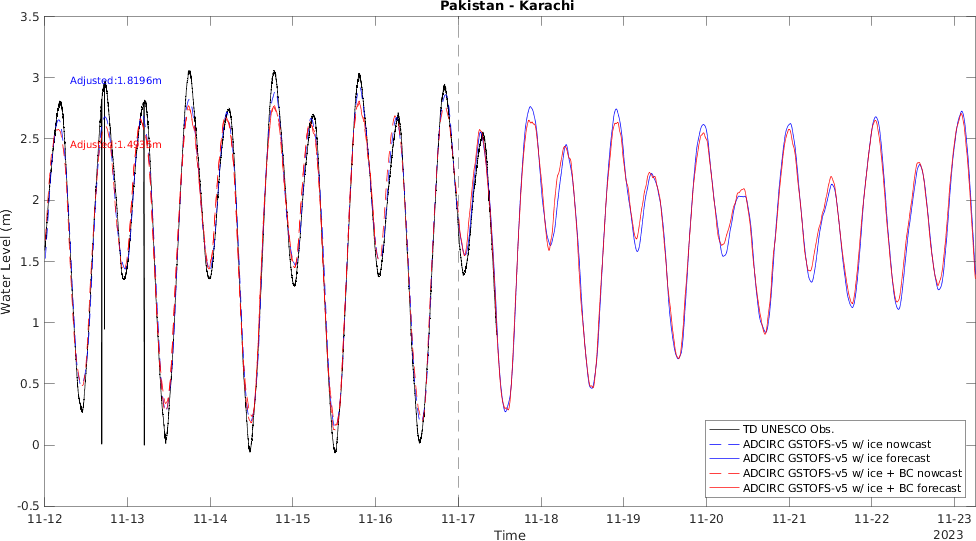 Pakistan - Karachi
3.5
3
2.5
2
1.5
1
0.5
0
-0.5
Water Level (m)
Adjusted:1.8196m
TD UNESCO Obs.
ADCIRC GSTOFS-v5 w/ ice nowcast
ADCIRC GSTOFS-v5 w/ ice forecast
ADCIRC GSTOFS-v5 w/ ice + BC nowcast
ADCIRC GSTOFS-v5 w/ ice + BC forecast
11-12 11-13 11-14 11-15 11-16 11-17 11-18 11-19 11-20 11-21 11-22 11-23
Time
2023